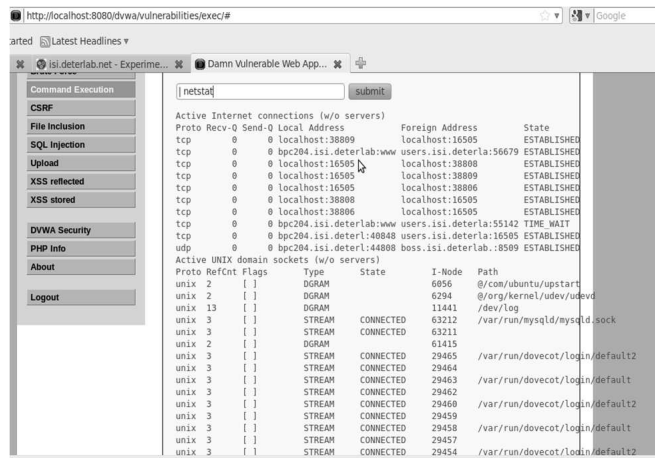 http://localhost:8080/dvwa/vulnerabilities/exec/#
Google
arted Latest Headlines
isi.deterlab.net - Experime...
Damn Vulnerable Web App...
Command Execution
CSRF
File Inclusion
SQL Injection
Upload
XSS reflected
XSS stored
DVWA Security
PHP Info
About
Logout
| netstat
submit
Active Internet connections (w/o servers)
Proto Recv-Q Send-Q Local Address Foreign Address State
tcp 0 0 localhost:38809 localhost:16505 ESTABLISHED
tcp 0 0 bpc204.isi.deterlab:www users.isi.deterla:56679 ESTABLISHED
tcp 0 0 localhost:16505 localhost:38808 ESTABLISHED
tcp 0 0 localhost:16505 localhost:38809 ESTABLISHED
tcp 0 0 localhost:16505 localhost:38806 ESTABLISHED
tcp 0 0 localhost:38808 localhost:16505 ESTABLISHED
tcp 0 0 localhost:38806 localhost:16505 ESTABLISHED
tcp 0 0 bpc204.isi.deterlab:www users.isi.deterla:55142 TIME_WAIT
tcp 0 0 bpc204.isi.deterl:40848 users.isi.deterla:16505 ESTABLISHED
udp 0 0 bpc204.isi.deterl:44808 boss.isi.deterlab.:8509 ESTABLISHED
Active UNIX domain sockets (w/o servers)
Proto RefCnt Flags Type State I-Node Path
unix 2 [ ] DGRAM 6056 @/com/ubuntu/upstart
unix 2 [ ] DGRAM 6294 @/org/kernel/udev/udevd
unix 13 [ ] DGRAM 11441 /dev/log
unix 3 [ ] STREAM CONNECTED 63212 /var/run/mysqld/mysqld.sock
unix 3 [ ] STREAM CONNECTED 63211
unix 2 [ ] DGRAM 61415
unix 3 [ ] STREAM CONNECTED 29465 /var/run/dovecot/login/default2
unix 3 [ ] STREAM CONNECTED 29464
unix 3 [ ] STREAM CONNECTED 29463 /var/run/dovecot/login/default
unix 3 [ ] STREAM CONNECTED 29462
unix 3 [ ] STREAM CONNECTED 29460 /var/run/dovecot/login/default2
unix 3 [ ] STREAM CONNECTED 29459
unix 3 [ ] STREAM CONNECTED 29458 /var/run/dovecot/login/default
unix 3 [ ] STREAM CONNECTED 29457
unix 3 [ ] STREAM CONNECTED 29454 /var/run/dovecot/login/default2